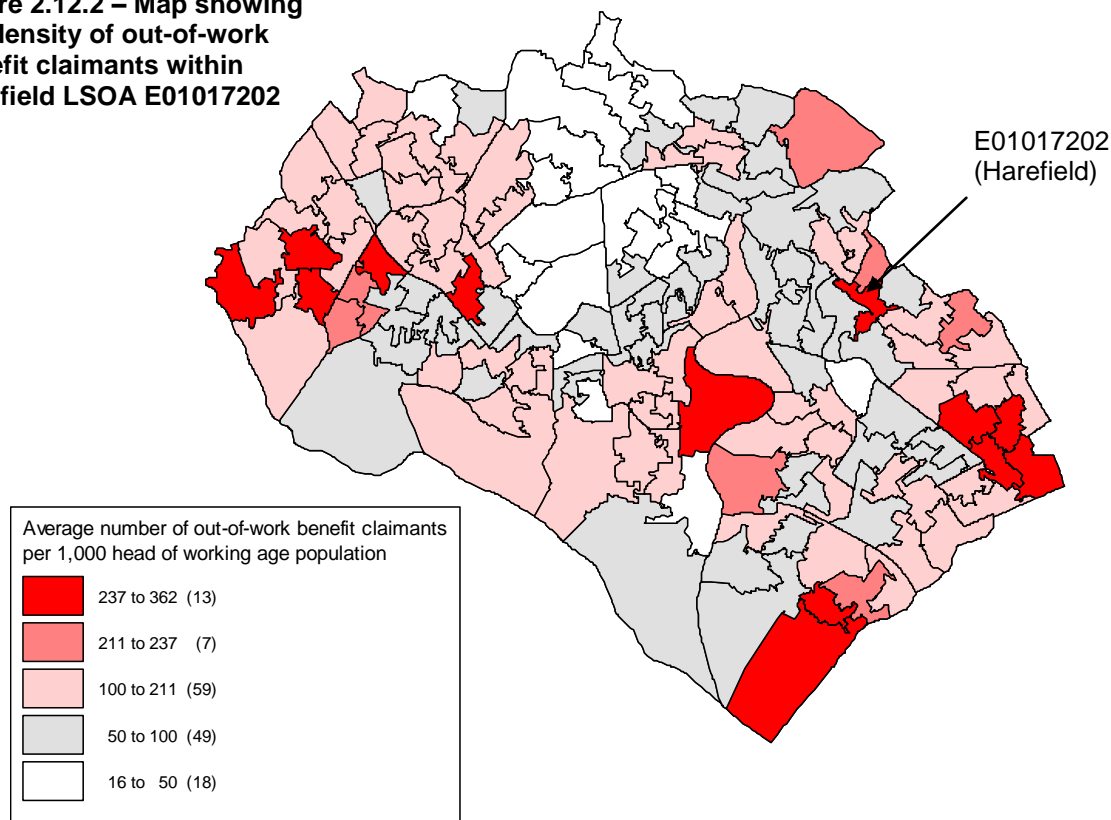 re 2.12.2 – Map showing
density of out-of-work
efit claimants within
field LSOA E01017202
E01017202
(Harefield)
Average number of out-of-work benefit claimants
per 1,000 head of working age population
237 to 362 (13)
211 to 237 (7)
100 to 211 (59)
50 to 100 (49)
16 to 50 (18)